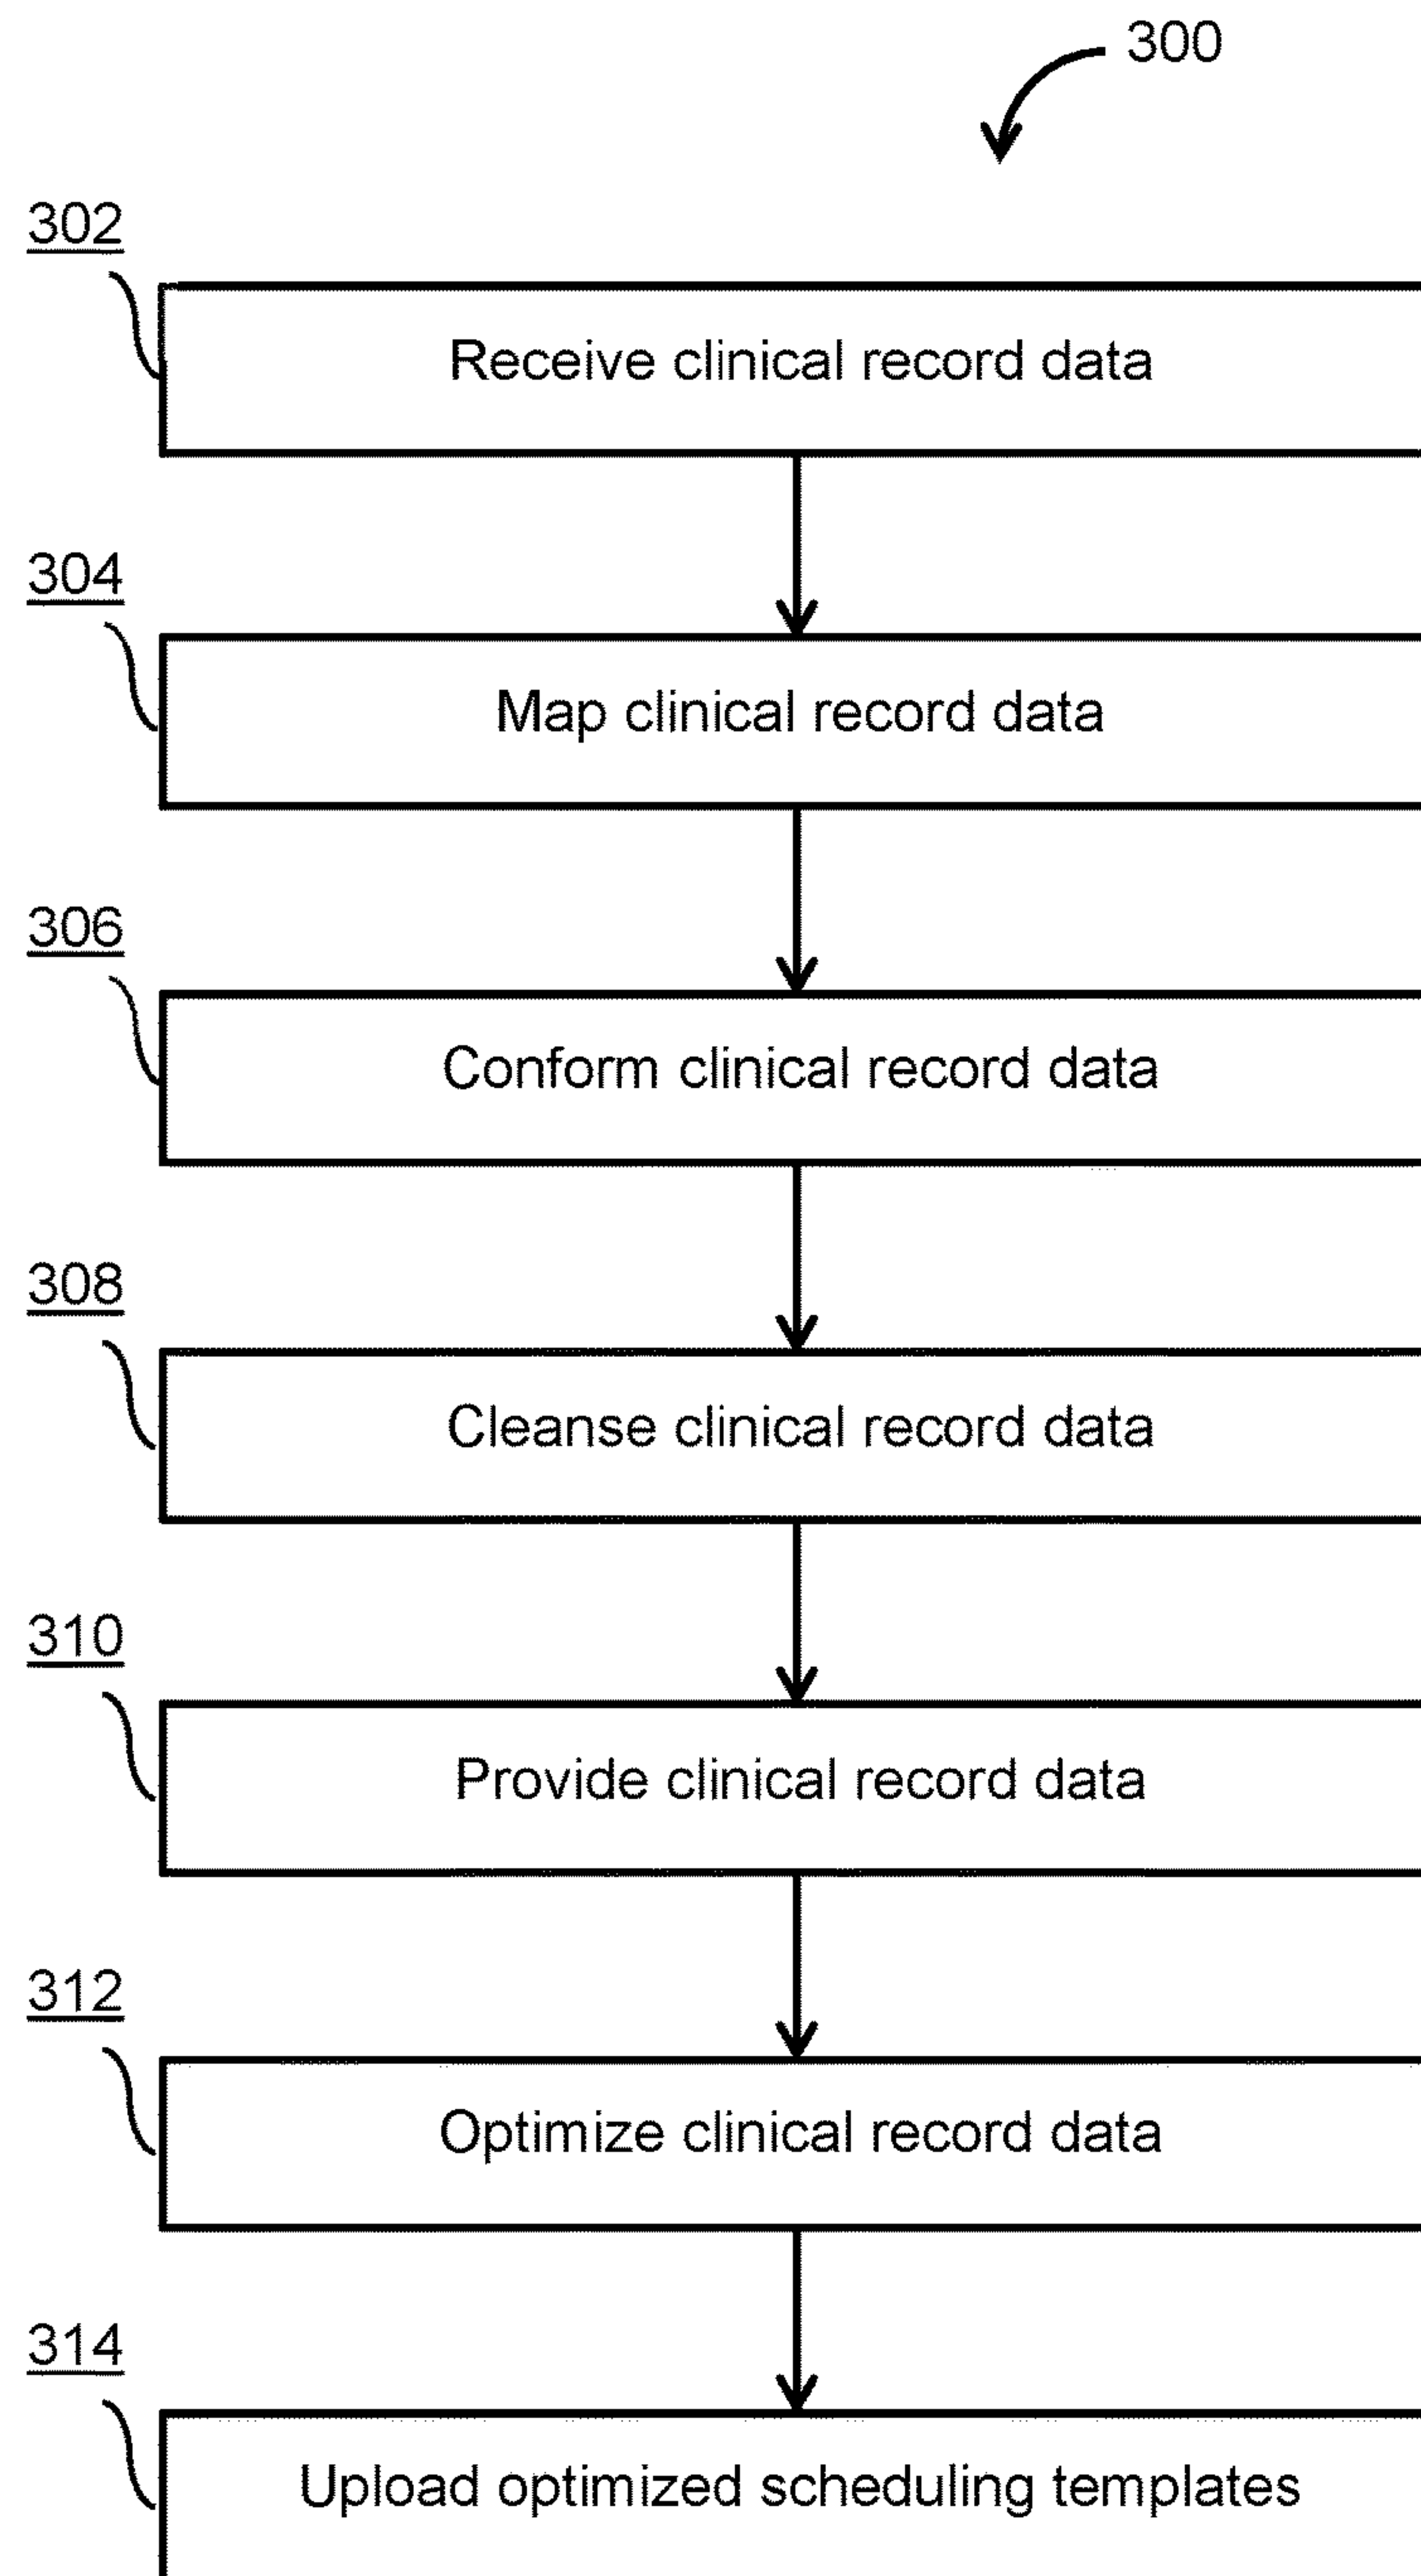 300
302
Receive clinical record data
304
Map clinical record data
306
Conform clinical record data
308
Cleanse clinical record data
310
Provide clinical record data
312
Optimize clinical record data
314
Upload optimized scheduling templates